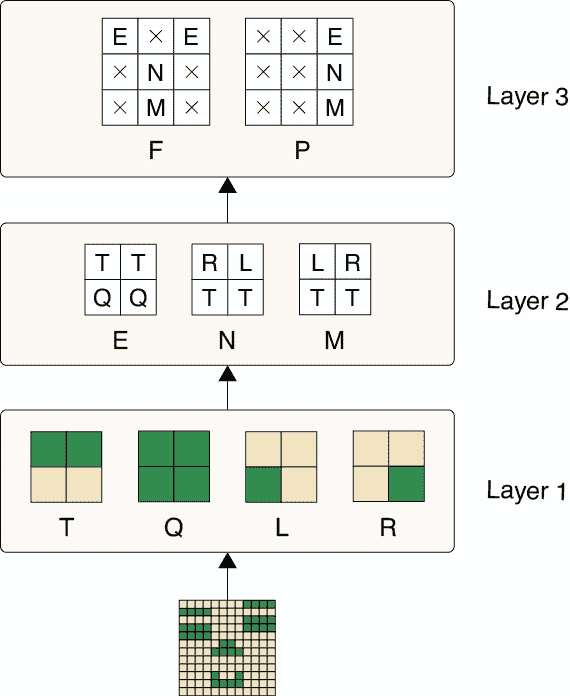 E × E × × E
× N × × × N
× M × × × M
F P
Layer 3
T T R L L R
Q Q T T T T
E N M
Layer 2
T Q L R
Layer 1